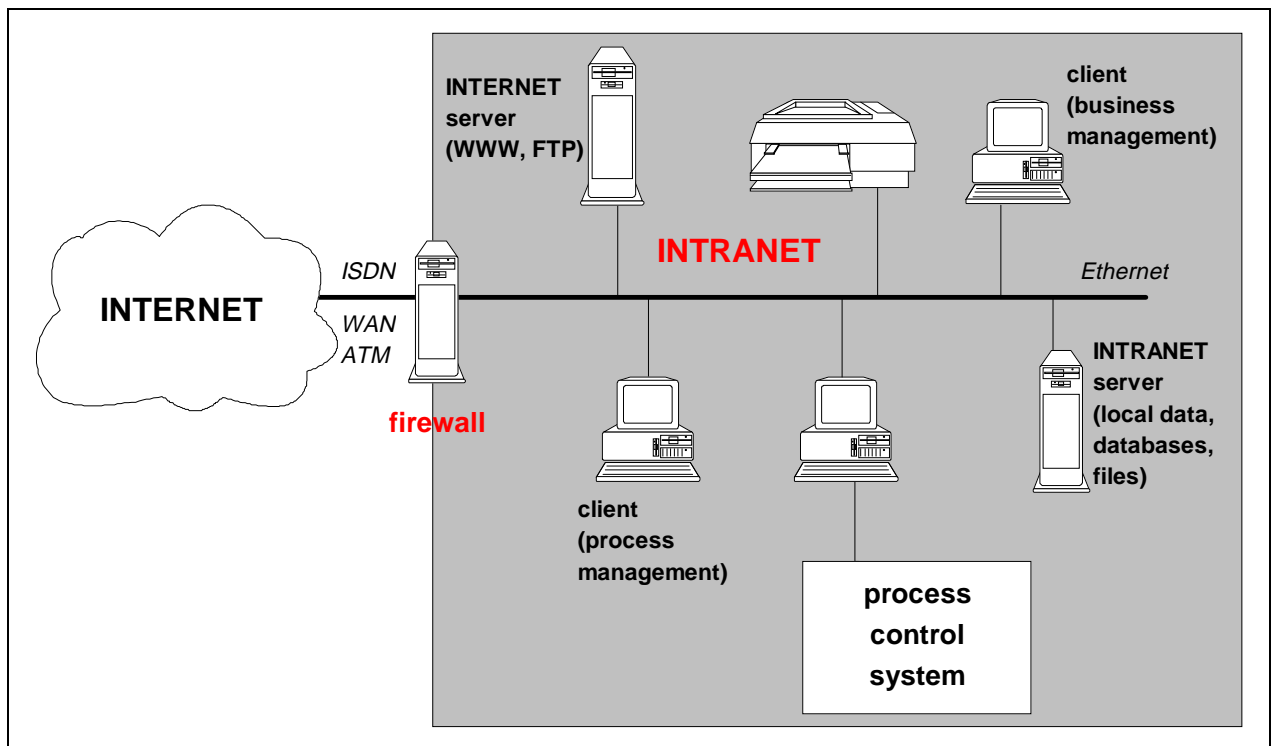 INTERNET
server
(WWW, FTP)
client
(business
management)
INTRANET
ISDN
Ethernet
INTERNET
WAN
ATM
firewall
INTRANET
server
(local data,
databases,
files)
client
(process
management)
process
control
system